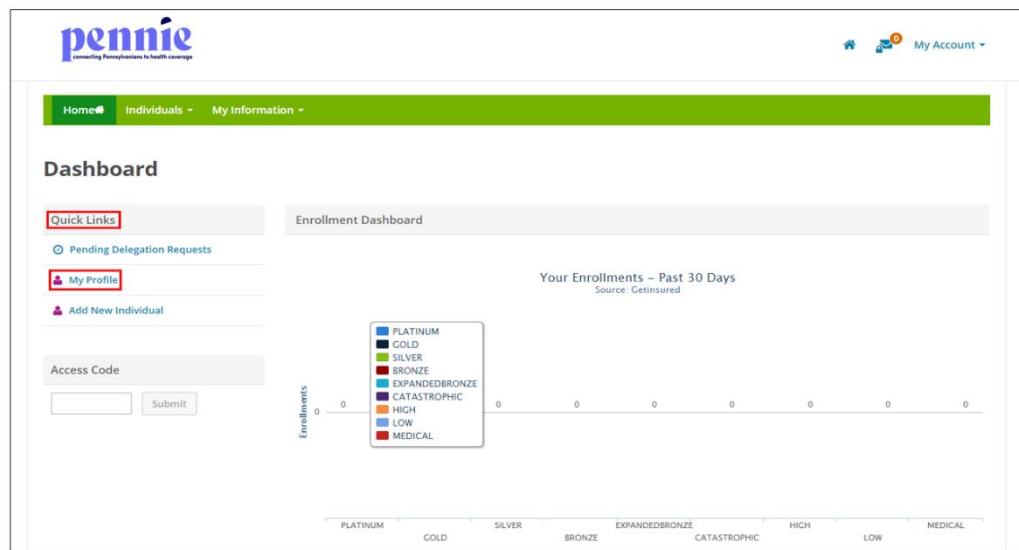 pennie
connecting Pennsylvanians to health coverage
0
My Account
Home
Individuals
My Information
Dashboard
Quick Links
Pending Delegation Requests
My Profile
Add New Individual
Access Code
Submit
Enrollment Dashboard
Your Enrollments – Past 30 Days
Source: Getinsured
PLATINUM
GOLD
SILVER
BRONZE
EXPANDEDBRONZE
CATASTROPHIC
HIGH
LOW
MEDICAL
Enrollments
0
0 0 0 0 0 0 0 0
PLATINUM SILVER EXPANDEDBRONZE HIGH MEDICAL
GOLD BRONZE CATASTROPHIC LOW